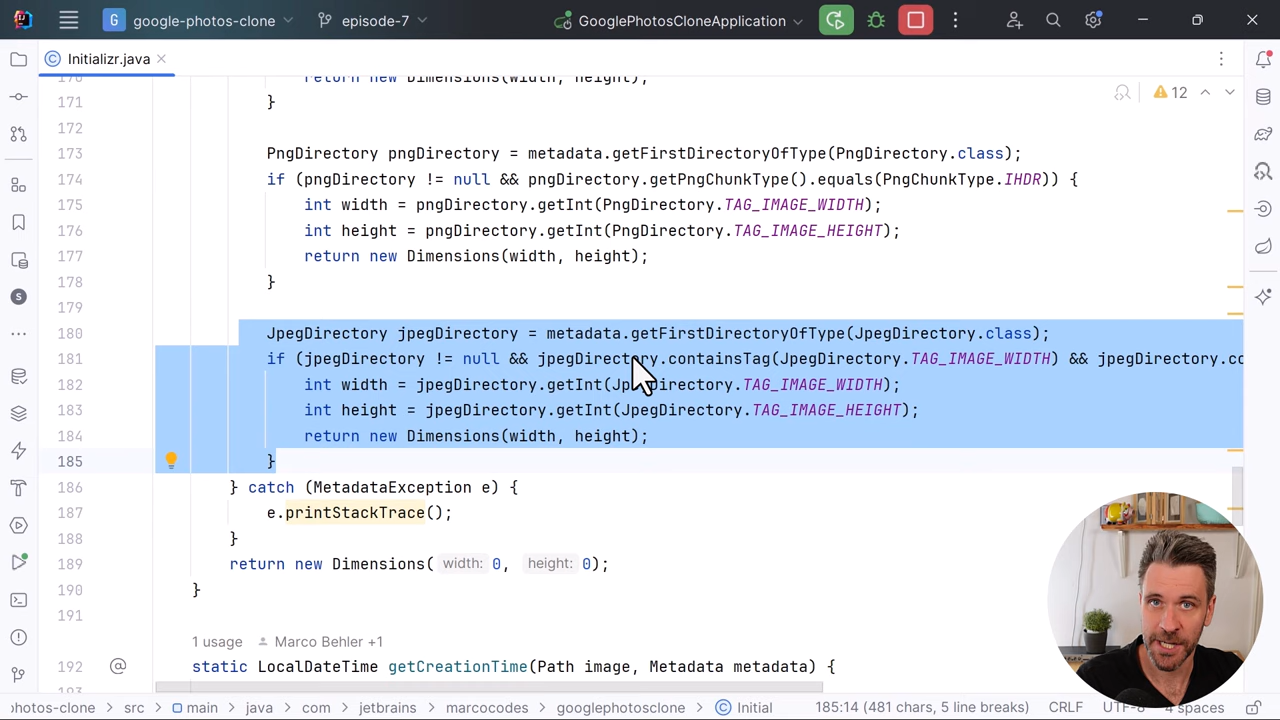 google-photos-clone episode-7 GooglePhotosCloneApplication
Initializr.java
12
170 return new Dimensions(width, height);
171 }
172
173 PngDirectory pngDirectory = metadata.getFirstDirectoryOfType(PngDirectory.class);
174 if (pngDirectory != null && pngDirectory.getPngChunkType().equals(PngChunkType.IHDR)) {
175 int width = pngDirectory.getInt(PngDirectory.TAG_IMAGE_WIDTH);
176 int height = pngDirectory.getInt(PngDirectory.TAG_IMAGE_HEIGHT);
177 return new Dimensions(width, height);
178 }
179
180 JpegDirectory jpegDirectory = metadata.getFirstDirectoryOfType(JpegDirectory.class);
181 if (jpegDirectory != null && jpegDirectory.containsTag(JpegDirectory.TAG_IMAGE_WIDTH) && jpegDirectory.co
182 int width = jpegDirectory.getInt(JpegDirectory.TAG_IMAGE_WIDTH);
183 int height = jpegDirectory.getInt(JpegDirectory.TAG_IMAGE_HEIGHT);
184 return new Dimensions(width, height);
185 }
186 } catch (MetadataException e) {
187 e.printStackTrace();
188 }
189 return new Dimensions( width: 0, height: 0);
190 }
191
1 usage Marco Behler +1
192 static LocalDateTime getCreationTime(Path image, Metadata metadata) {
193
photos-clone > src > main > java > com > jetbrains > marcocodes > googlephotosclone > Initial 185:14 (481 chars, 5 line breaks) CRLF UTF-8 4 spaces